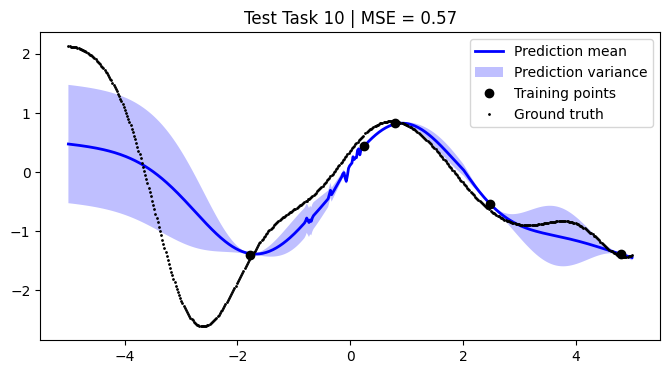 Test Task 10 | MSE = 0.57
Prediction mean
Prediction variance
Training points
Ground truth
2
1
0
−1
−2
−4
−2
0
2
4